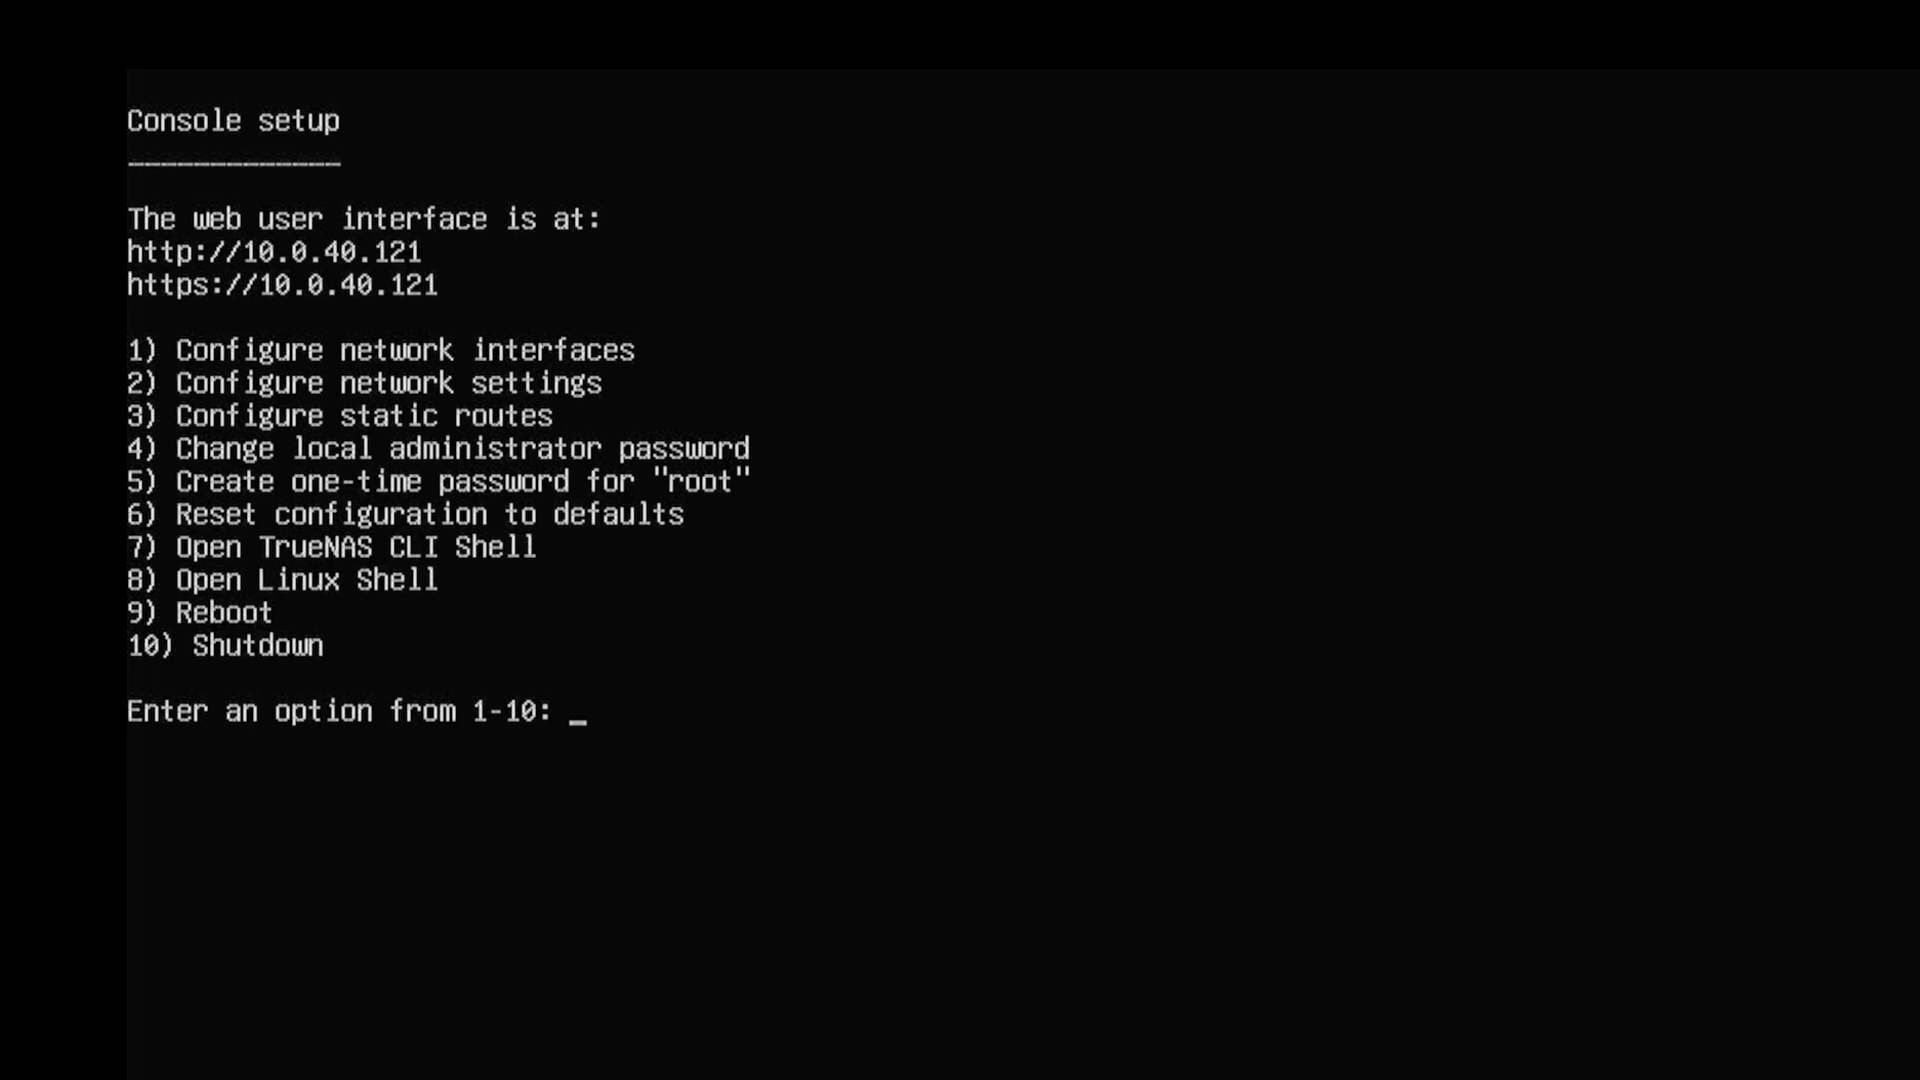 Console setup
-------------
The web user interface is at:
http://10.0.40.121
https://10.0.40.121
1) Configure network interfaces
2) Configure network settings
3) Configure static routes
4) Change local administrator password
5) Create one-time password for "root"
6) Reset configuration to defaults
7) Open TrueNAS CLI Shell
8) Open Linux Shell
9) Reboot
10) Shutdown
Enter an option from 1-10: _